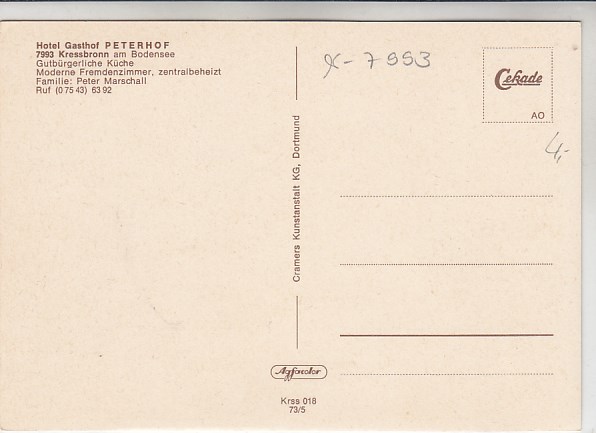 Hotel Gasthof PETERHOF
7993 Kressbronn am Bodensee
Gutbürgerliche Küche
Moderne Fremdenzimmer, zentralbeheizt
Familie: Peter Marschall
Ruf (0 75 43) 63 92
Cramers Kunstanstalt KG, Dortmund
X-7993
Cekade
AO
4,-
Agfacolor
Krss 018
73/5